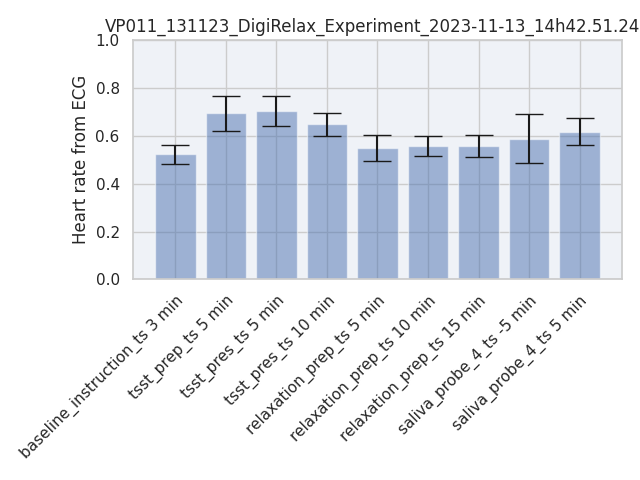 VP011_131123_DigiRelax_Experiment_2023-11-13_14h42.51.24
Heart rate from ECG
1.0
0.8
0.6
0.4
0.2
0.0
baseline_instruction_ts 3 min
tsst_prep_ts 5 min
tsst_pres_ts 5 min
tsst_pres_ts 10 min
relaxation_prep_ts 5 min
relaxation_prep_ts 10 min
relaxation_prep_ts 15 min
saliva_probe_4_ts -5 min
saliva_probe_4_ts 5 min